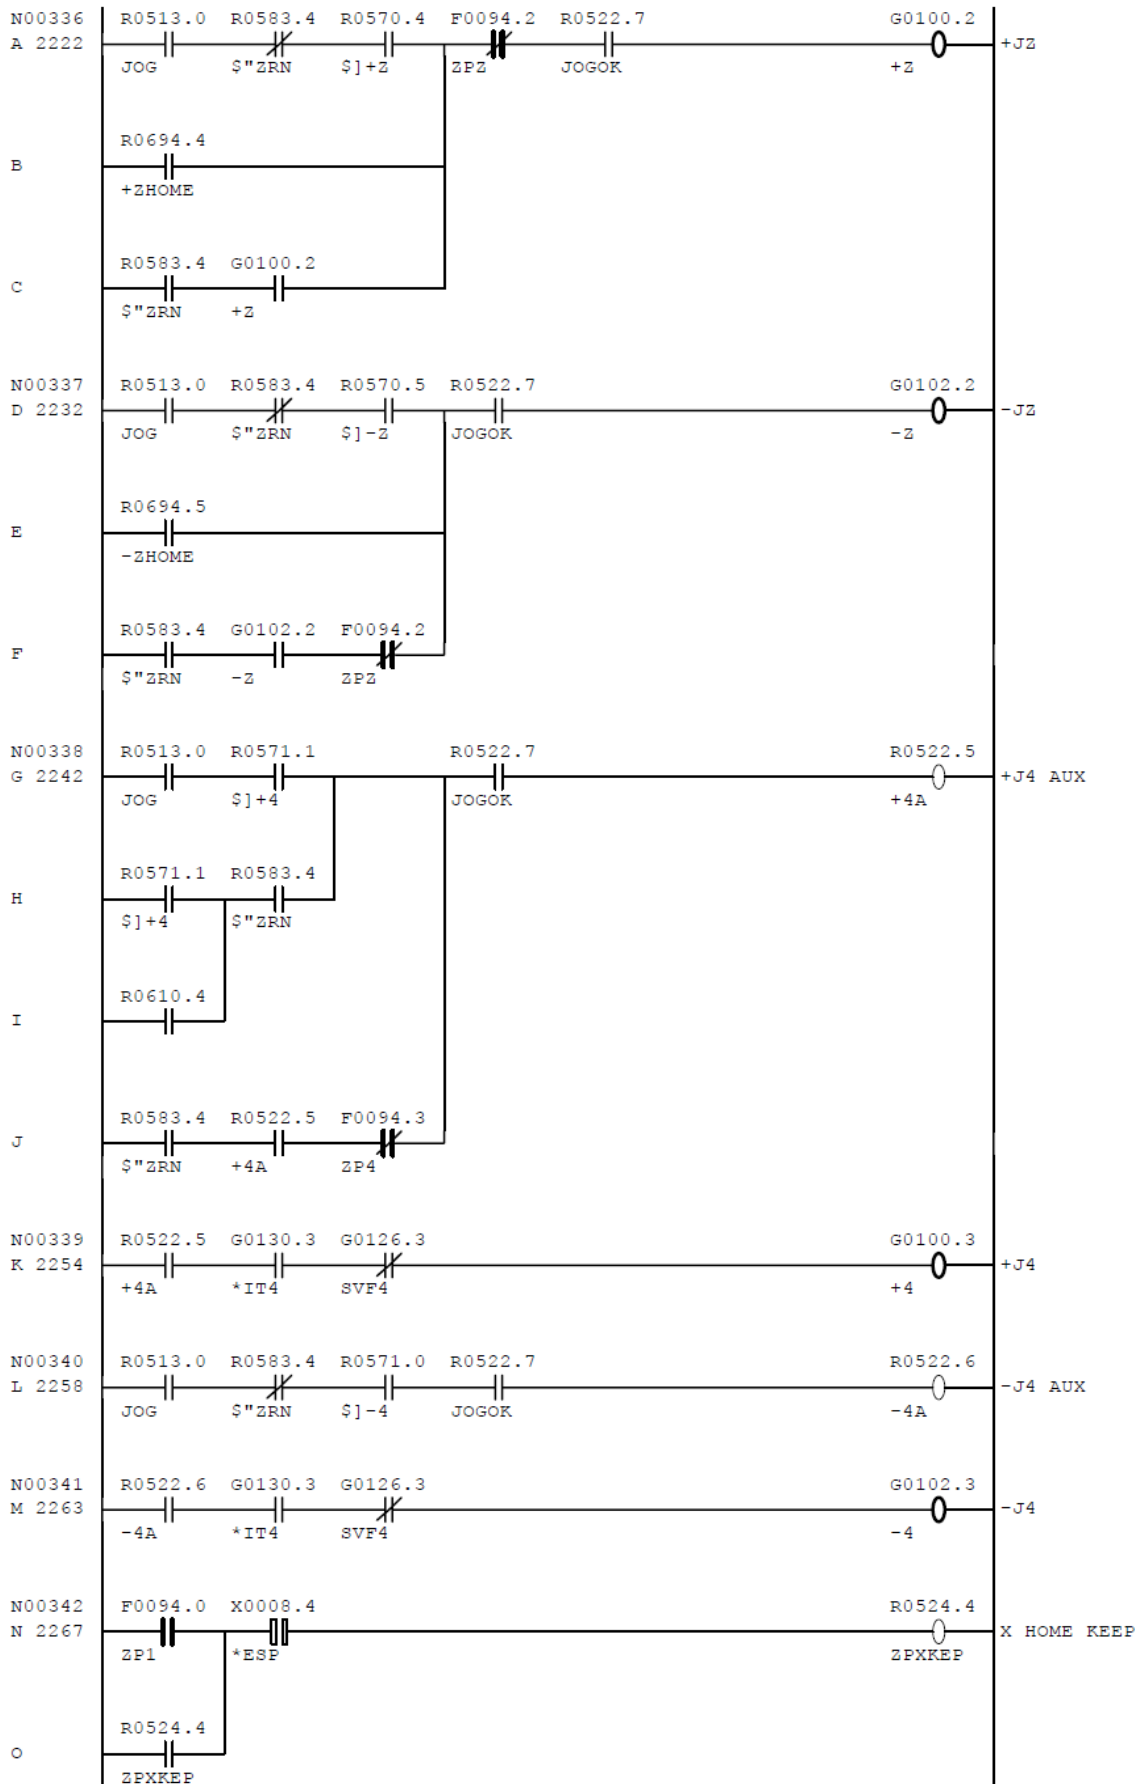 N00336 R0513.0 R0583.4 R0570.4 F0094.2 R0522.7 G0100.2
A 2222 +JZ
JOG $"ZRN $]+Z ZPZ JOGOK +Z
R0694.4
B
+ZHOME
R0583.4 G0100.2
C
$"ZRN +Z
N00337 R0513.0 R0583.4 R0570.5 R0522.7 G0102.2
D 2232 -JZ
JOG $"ZRN $]-Z JOGOK -Z
R0694.5
E
-ZHOME
R0583.4 G0102.2 F0094.2
F
$"ZRN -Z ZPZ
N00338 R0513.0 R0571.1 R0522.7 R0522.5
G 2242 +J4 AUX
JOG $]+4 JOGOK +4A
R0571.1 R0583.4
H
$]+4 $"ZRN
R0610.4
I
R0583.4 R0522.5 F0094.3
J
$"ZRN +4A ZP4
N00339 R0522.5 G0130.3 G0126.3 G0100.3
K 2254 +J4
+4A *IT4 SVF4 +4
N00340 R0513.0 R0583.4 R0571.0 R0522.7 R0522.6
L 2258 -J4 AUX
JOG $"ZRN $]-4 JOGOK -4A
N00341 R0522.6 G0130.3 G0126.3 G0102.3
M 2263 -J4
-4A *IT4 SVF4 -4
N00342 F0094.0 X0008.4 R0524.4
N 2267 X HOME KEEP
ZP1 *ESP ZPXKEP
R0524.4
O
ZPXKEP